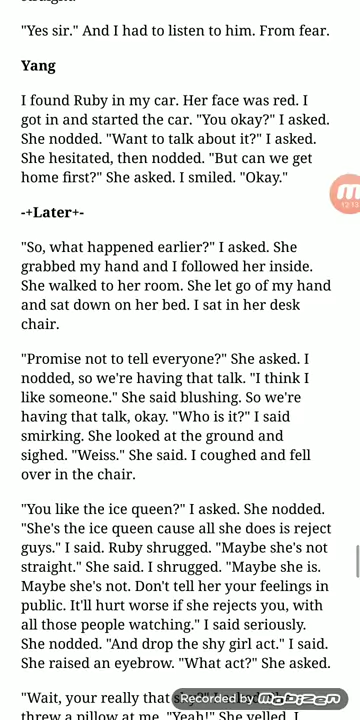 "Yes sir." And I had to listen to him. From fear.
Yang
I found Ruby in my car. Her face was red. I
got in and started the car. "You okay?" I asked.
She nodded. "Want to talk about it?" I asked.
She hesitated, then nodded. "But can we get
home first?" She asked. I smiled. "Okay."
-+Later+-
"So, what happened earlier?" I asked. She
grabbed my hand and I followed her inside.
She walked to her room. She let go of my hand
and sat down on her bed. I sat in her desk
chair.
"Promise not to tell everyone?" She asked. I
nodded, so we're having that talk. "I think I
like someone." She said blushing. So we're
having that talk, okay. "Who is it?" I said
smirking. She looked at the ground and
sighed. "Weiss." She said. I coughed and fell
over in the chair.
"You like the ice queen?" I asked. She nodded.
"She's the ice queen cause all she does is reject
guys." I said. Ruby shrugged. "Maybe she's not
straight." She said. I shrugged. "Maybe she is.
Maybe she's not. Don't tell her your feelings in
public. It'll hurt worse if she rejects you, with
all those people watching." I said seriously.
She nodded. "And drop the shy girl act." I said.
She raised an eyebrow. "What act?" She asked.
"Wait, your really that
threw a pillow at me. "Yeah!" She yelled. I
M
12:13
Recorded by mobizen